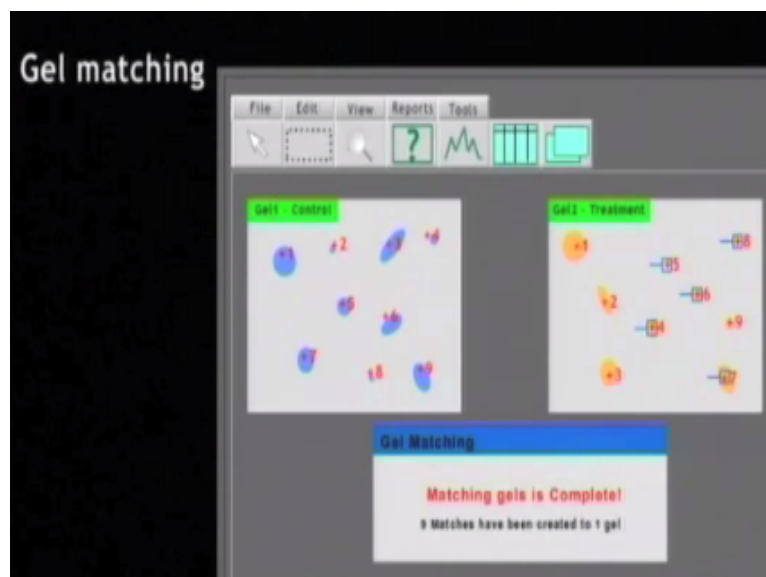 Gel matching
File Edit View Reports Tools
?
Gel1 - Control
+1 +2 +3 +4
+5 +6
+7 +8 +9
Gel2 - Treatment
+1 +8
+5
+2 +6
+4 +9
+3 +7
Gel Matching
Matching gels is Complete!
9 Matches have been created to 1 gel